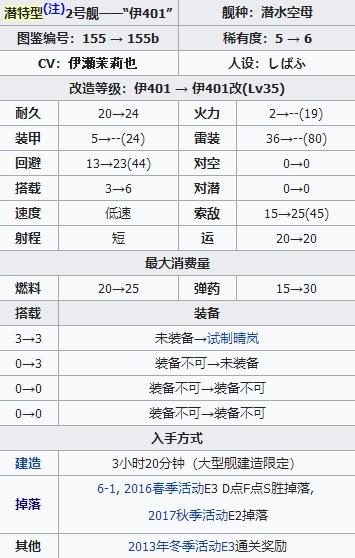 潜特型(注)2号舰——“伊401” 舰种：潜水空母
图鉴编号：155 → 155b 稀有度：5 → 6
CV：伊瀬茉莉也 人设：しばふ
改造等级：伊401 → 伊401改(Lv35)
耐久 20→24 火力 2→--(19)
装甲 5→--(24) 雷装 36→--(80)
回避 13→23(44) 对空 0→0
搭载 3→6 对潜 0→0
速度 低速 索敌 15→25(45)
射程 短 运 20→20
最大消费量
燃料 20→25 弹药 15→30
搭载 装备
3→3 未装备→试制晴岚
0→3 装备不可→未装备
0→0 装备不可→装备不可
0→0 装备不可→装备不可
入手方式
建造 3小时20分钟（大型舰建造限定）
掉落 6-1, 2016春季活动E3 D点F点S胜掉落,
2017秋季活动E2掉落
其他 2013年冬季活动E3通关奖励